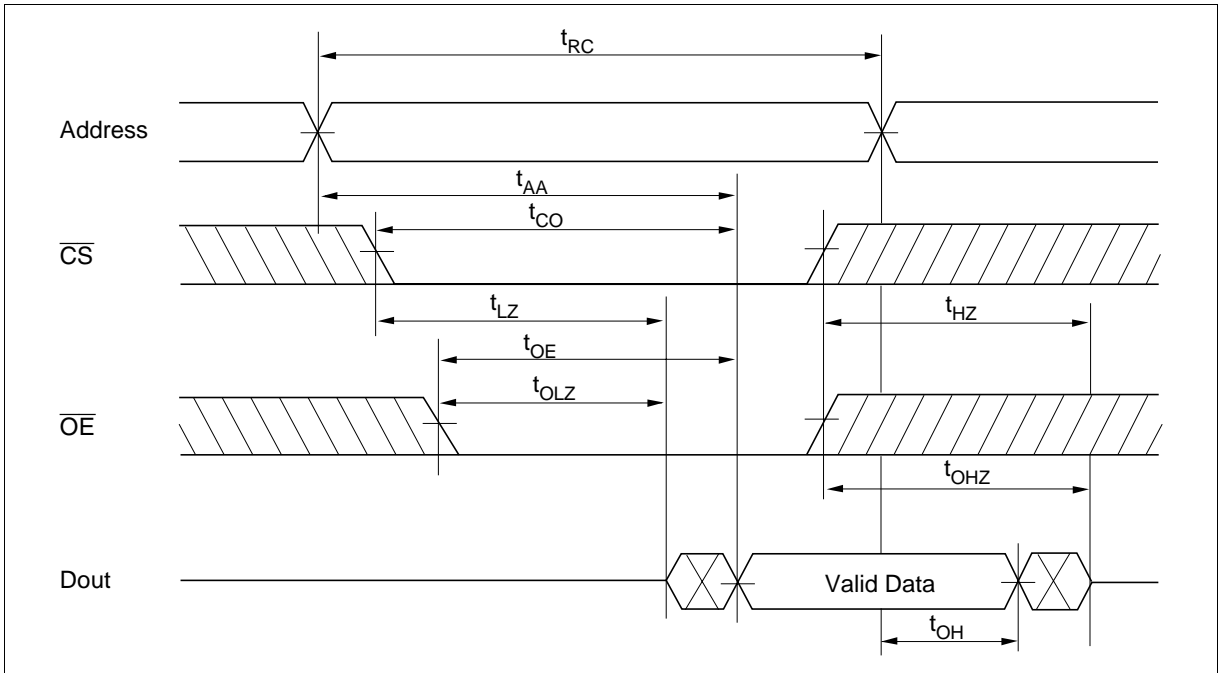 tRC
Address
tAA
tCO
CS
tLZ
tHZ
tOE
tOLZ
OE
tOHZ
Dout
Valid Data
tOH